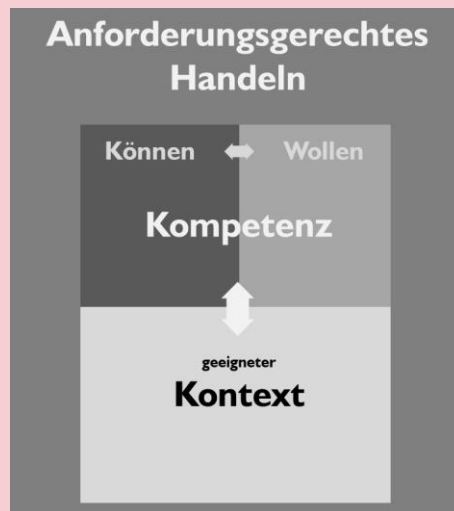 Anforderungsgerechtes
Handeln
Können Wollen
Kompetenz
geeigneter
Kontext